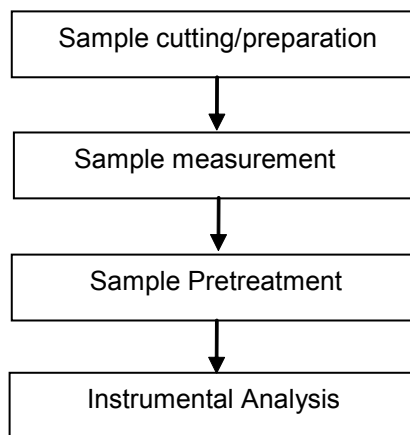 Sample cutting/preparation
Sample measurement
Sample Pretreatment
Instrumental Analysis